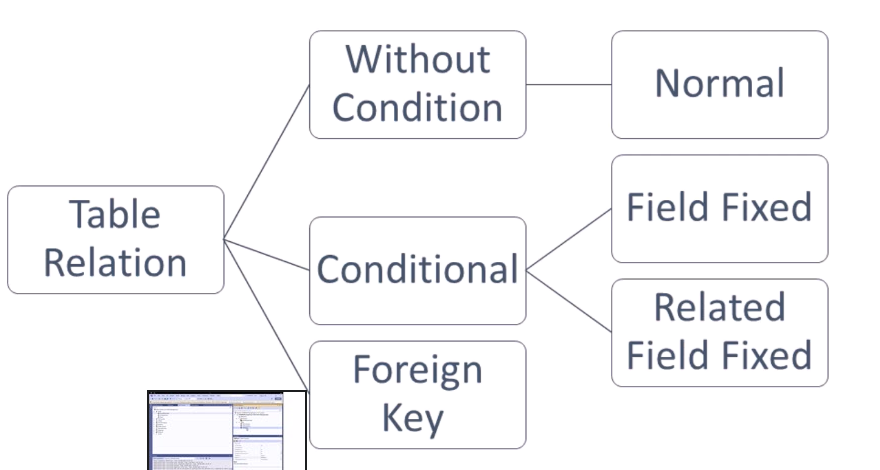 Table
Relation
Without
Condition
Normal
Conditional
Field Fixed
Related
Field Fixed
Foreign
Key